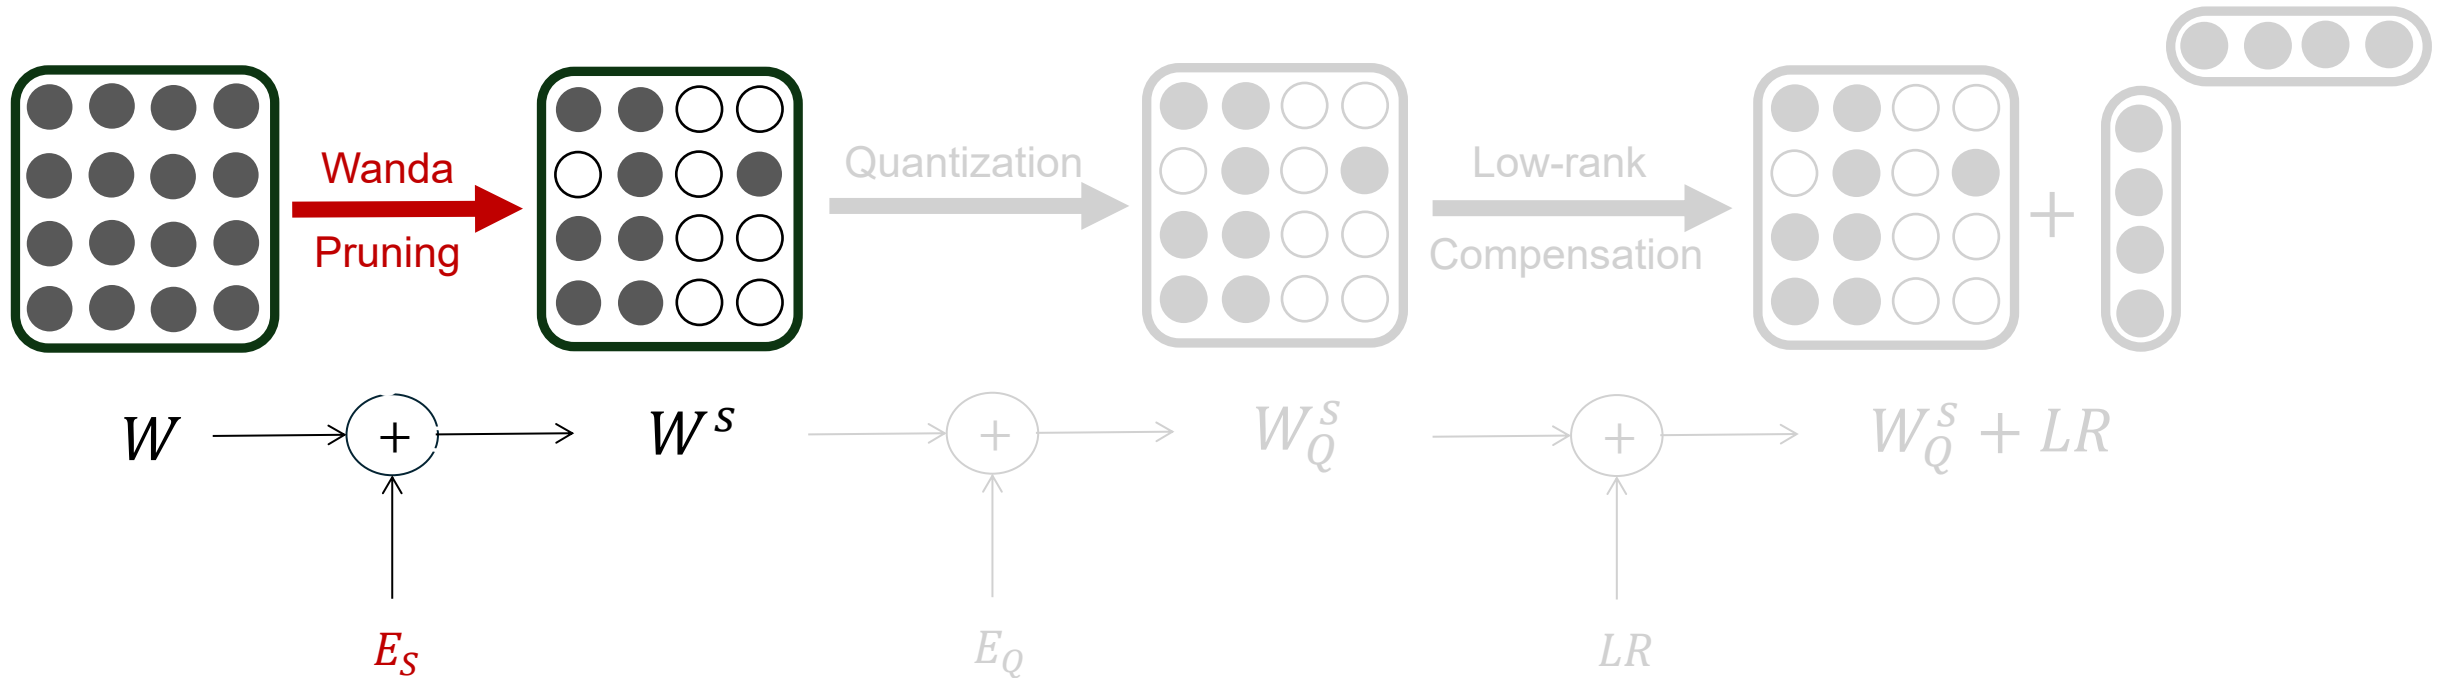 Wanda
Pruning
Quantization
Low-rank
Compensation
+
W
+
W^s
+
W_Q^s
+
W_Q^s + LR
E_S
E_Q
LR